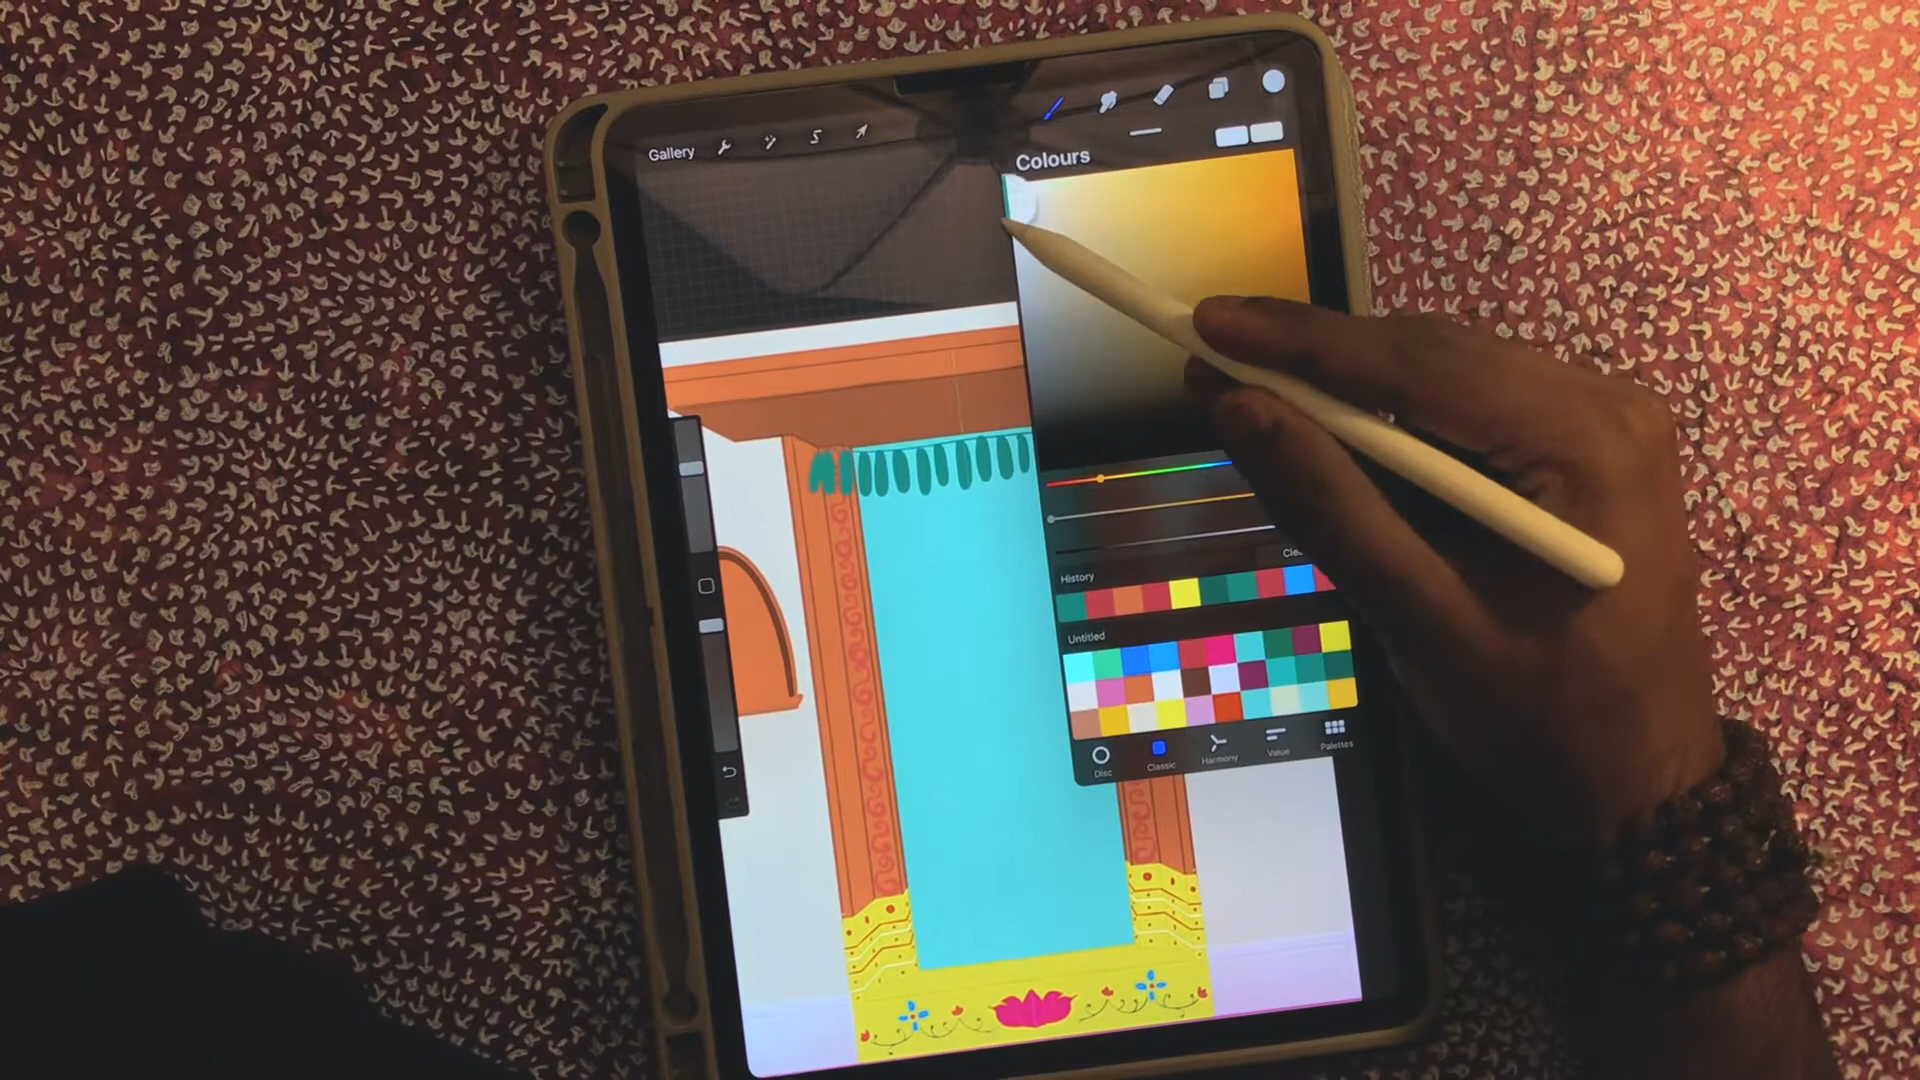 Gallery
Colours
History
Untitled
Disc
Classic
Harmony
Value
Palettes